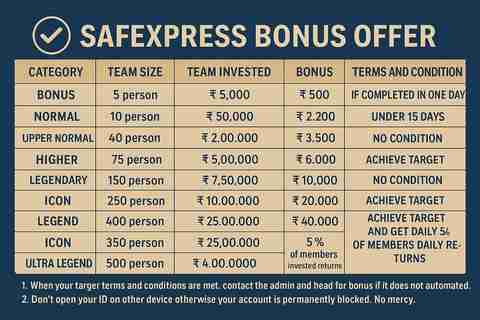 SAFEXPRESS BONUS OFFER
CATEGORY TEAM SIZE TEAM INVESTED BONUS TERMS AND CONDITION
BONUS 5 person ₹ 5,000 ₹ 500 IF COMPLETED IN ONE DAY
NORMAL 10 person ₹ 50,000 ₹ 2.200 UNDER 15 DAYS
UPPER NORMAL 40 person ₹ 2.00.000 ₹ 3.500 NO CONDITION
HIGHER 75 person ₹ 5,00,000 ₹ 6.000 ACHIEVE TARGET
LEGENDARY 150 person ₹ 7,50,000 ₹ 10,000 NO CONDITION
ICON 250 person ₹ 10.00.000 ₹ 20.000 ACHIEVE TARGET
LEGEND 400 person ₹ 25.00.000 ₹ 40.000 ACHIEVE TARGET
AND GET DAILY 5%
OF MEMBERS DAILY RE-
TURNS
ICON 350 person ₹ 25,00.000 5 %
of members
invested returns
ULTRA LEGEND 500 person ₹ 4.00.0000
1. When your targer terms and conditions are met. contact the admin and head for bonus if it does not automated.
2. Don't open your ID on other device otherwise your account is permanently blocked. No mercy.